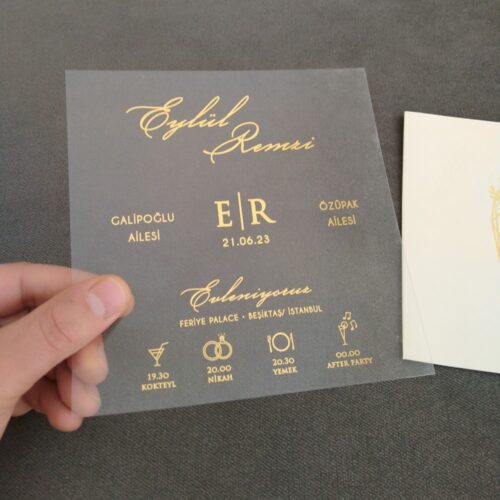 Eylül
Remzi
GALİPOĞLU
AİLESİ
E|R
21.06.23
ÖZÜPAK
AİLESİ
Evleniyoruz
FERİYE PALACE • BEŞİKTAŞ/ İSTANBUL
19.30
KOKTEYL
20.00
NİKAH
20.30
YEMEK
00.00
AFTER PARTY